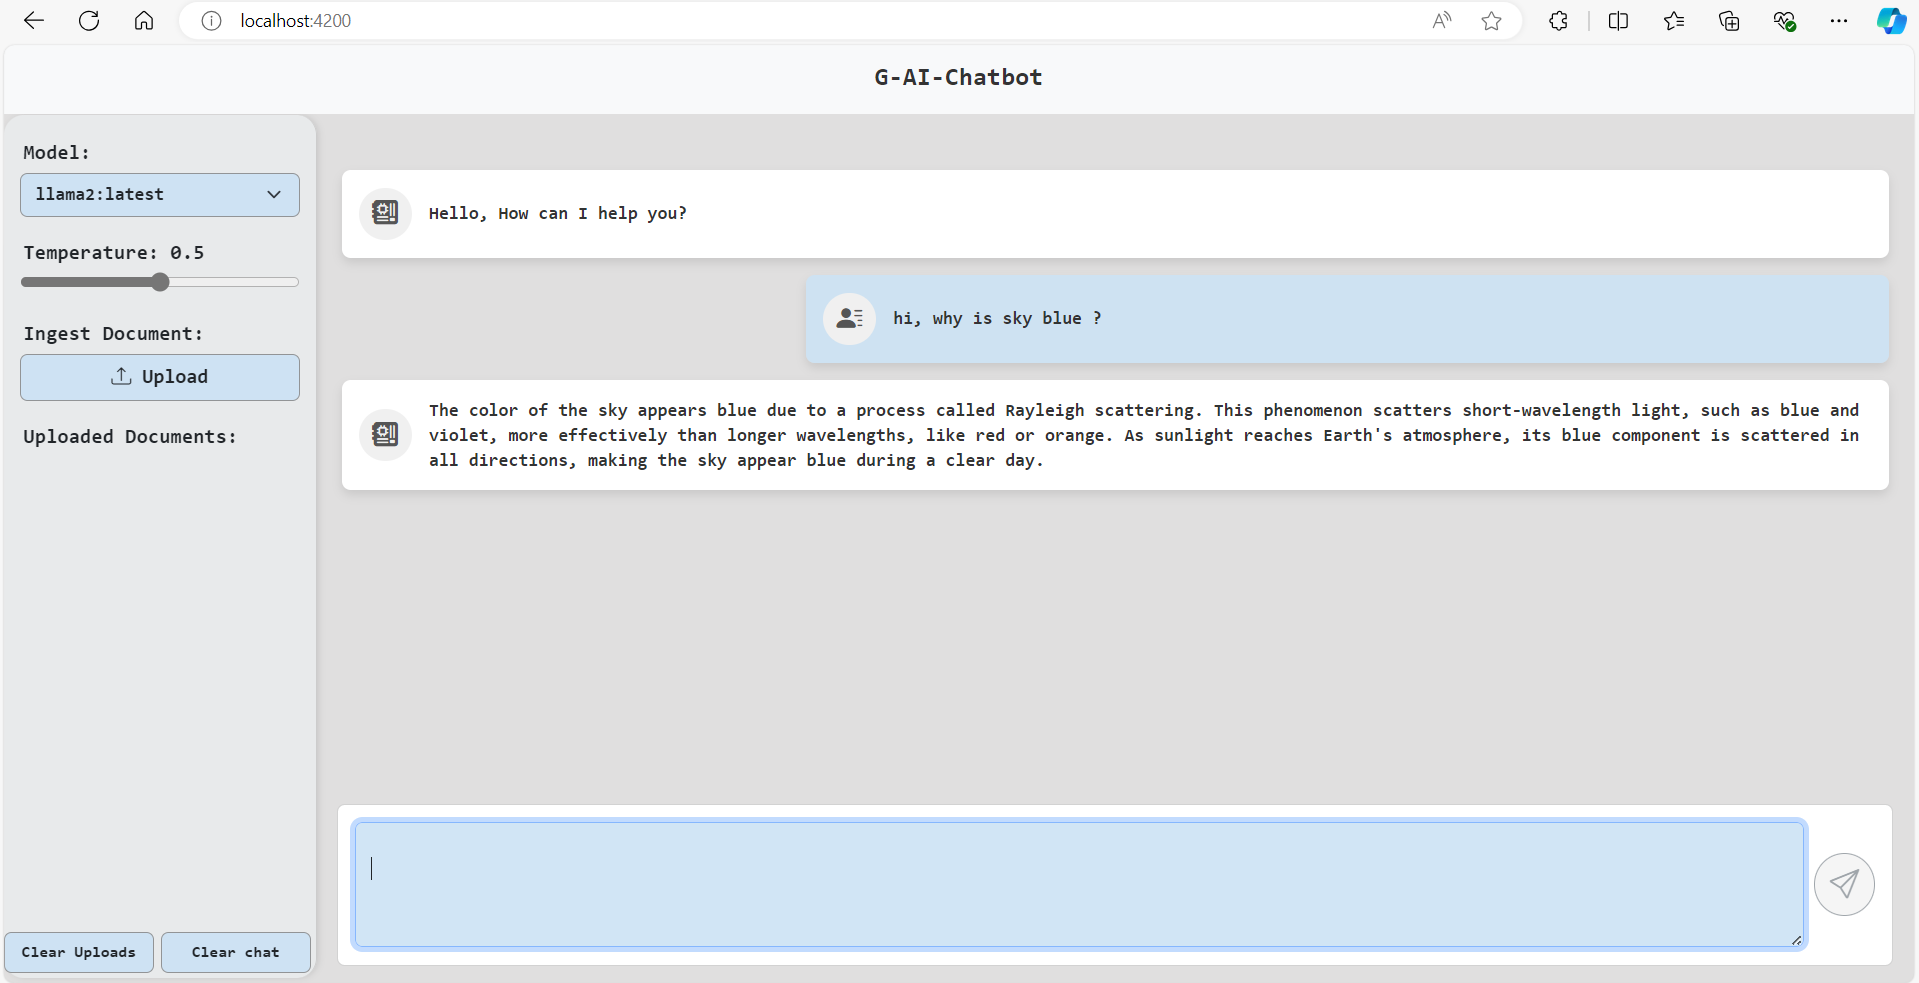 localhost:4200
G-AI-Chatbot
Model:
llama2:latest
Temperature: 0.5
Ingest Document:
Upload
Uploaded Documents:
Clear Uploads
Clear chat
Hello, How can I help you?
hi, why is sky blue ?
The color of the sky appears blue due to a process called Rayleigh scattering. This phenomenon scatters short-wavelength light, such as blue and
violet, more effectively than longer wavelengths, like red or orange. As sunlight reaches Earth's atmosphere, its blue component is scattered in
all directions, making the sky appear blue during a clear day.